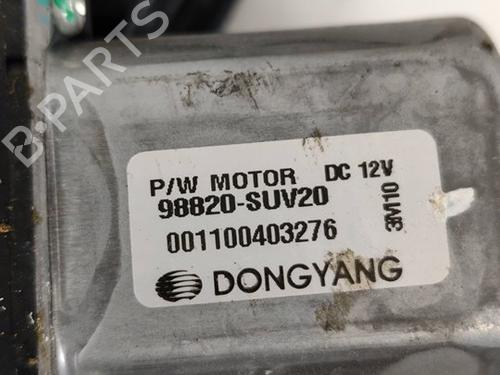 B-PARTS
P/W MOTOR DC 12V
98820-SUV20
001100403276
3M10
DONGYANG